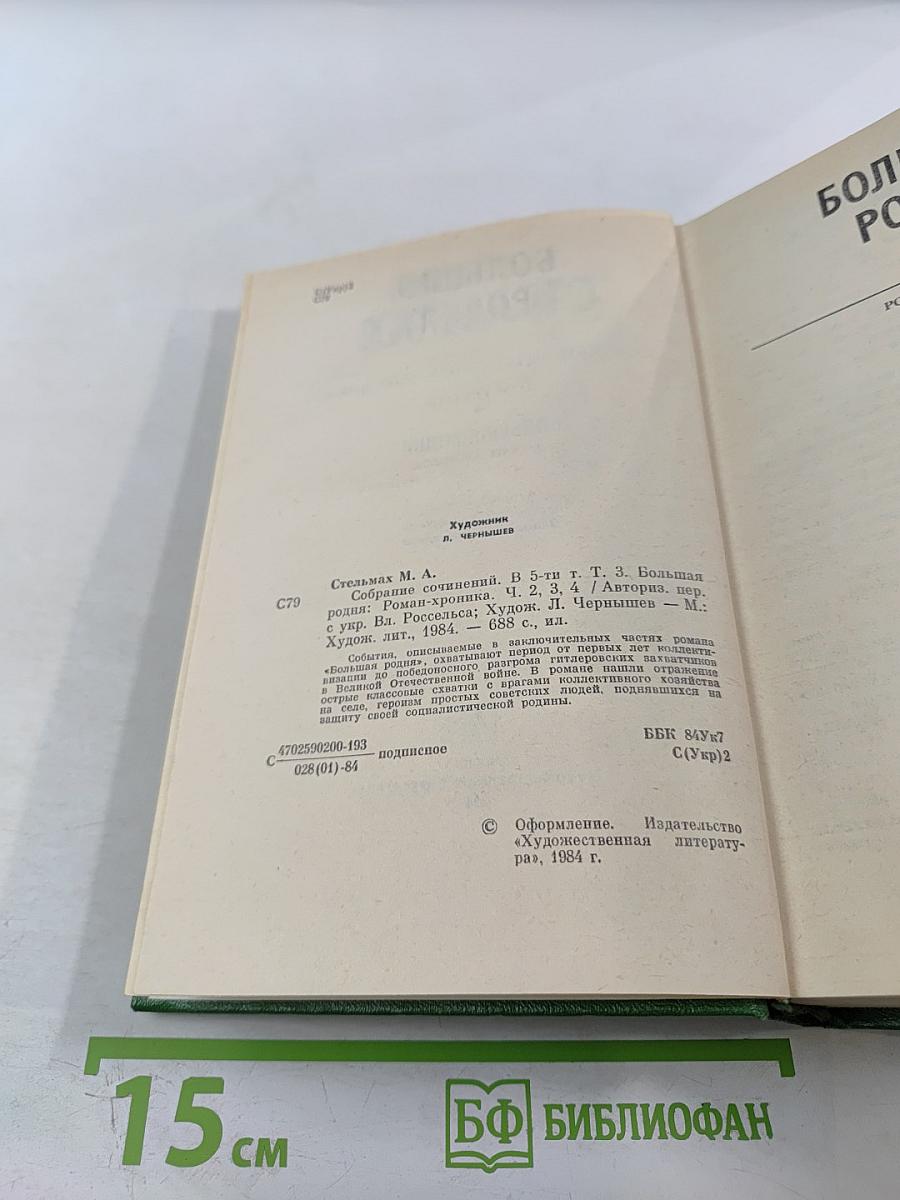 С79
Художник
Л. ЧЕРНЫШЕВ
Стельмах М. А.
С79
Собрание сочинений. В 5-ти т. Т. 3. Большая
родня: Роман-хроника. Ч. 2, 3, 4 / Авториз. пер.
с укр. Вл. Россельса; Худож. Л. Чернышев — М.:
Худож. лит., 1984. — 688 с., ил.
События, описываемые в заключительных частях романа
«Большая родня», охватывают период от первых лет коллекти-
визации до победоносного разгрома гитлеровских захватчиков
в Великой Отечественной войне. В романе нашли отражение
острые классовые схватки с врагами коллективного хозяйства
на селе, героизм простых советских людей, поднявшихся на
защиту своей социалистической родины.
С 4702590200-193 подписное
028(01)-84
ББК 84Ук7
С(Укр)2
© Оформление. Издательство
«Художественная литерату-
ра», 1984 г.
15 см
БФ БИБЛИОФАН